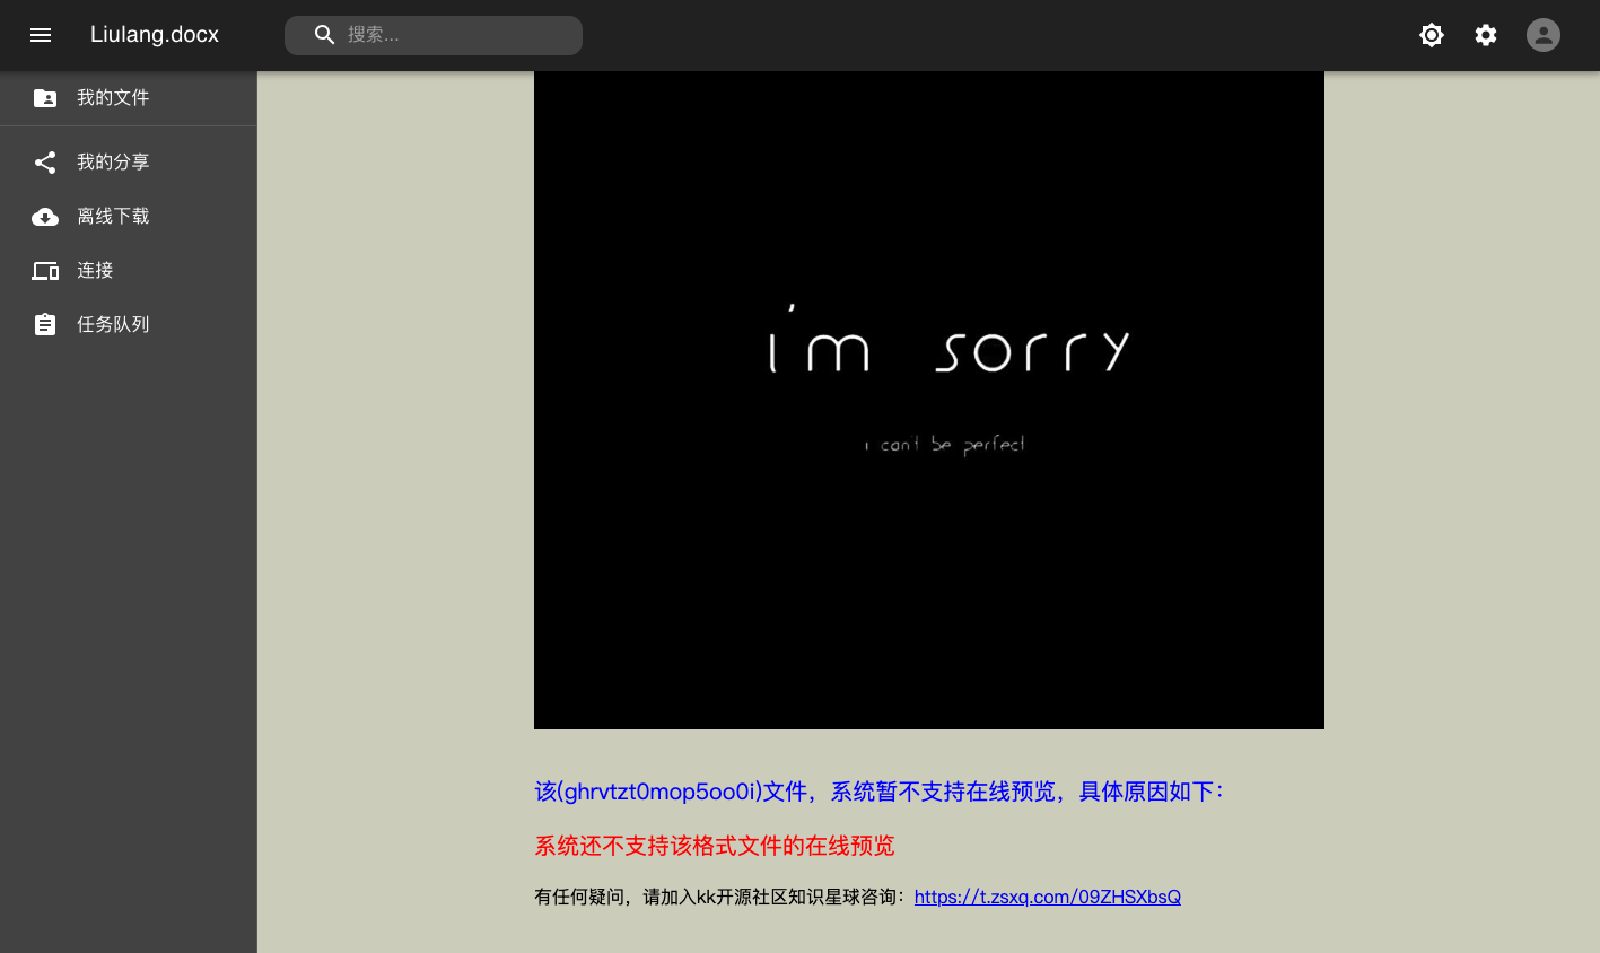 Liulang.docx
搜索...
我的文件
我的分享
离线下载
连接
任务队列
i'm sorry
i can't be perfect
该(ghrvtzt0mop5oo0i)文件，系统暂不支持在线预览，具体原因如下：
系统还不支持该格式文件的在线预览
有任何疑问，请加入kk开源社区知识星球咨询：https://t.zsxq.com/09ZHSXbsQ